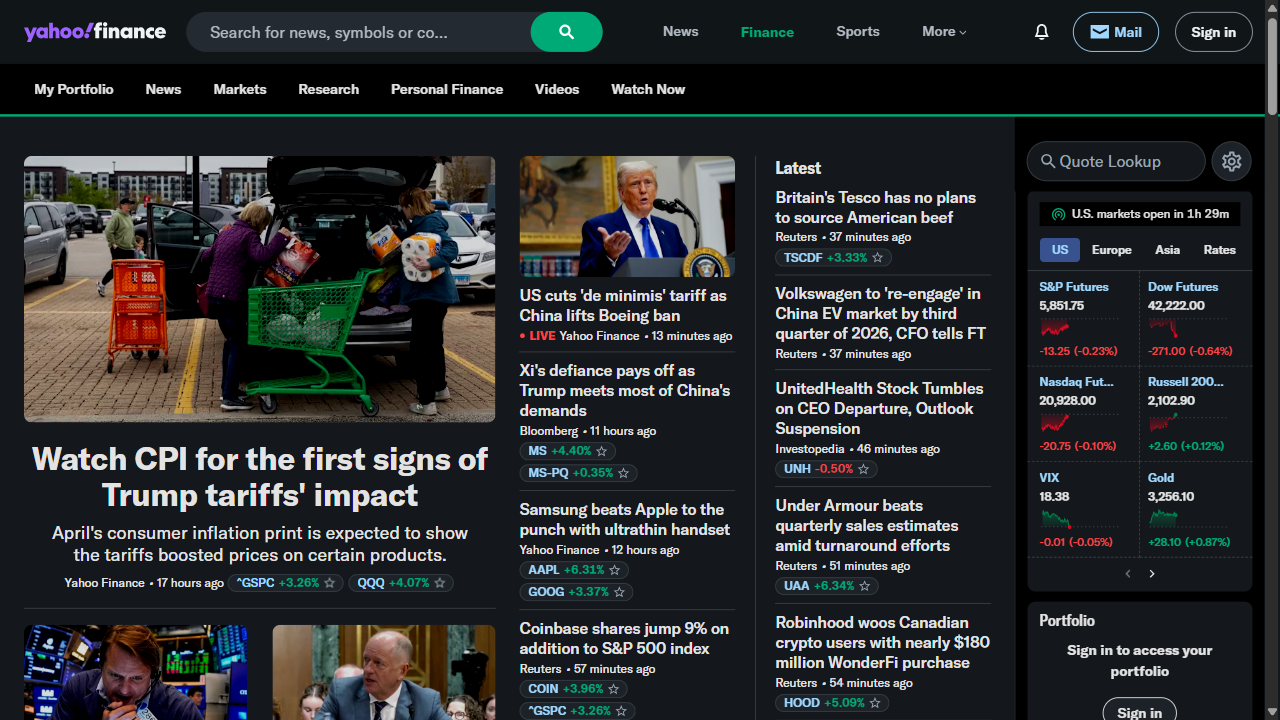 yahoo!finance
Search for news, symbols or co...
News
Finance
Sports
More
Mail
Sign in
My Portfolio
News
Markets
Research
Personal Finance
Videos
Watch Now
Watch CPI for the first signs of
Trump tariffs' impact
April's consumer inflation print is expected to show
the tariffs boosted prices on certain products.
Yahoo Finance • 17 hours ago
^GSPC +3.26%
QQQ +4.07%
US cuts 'de minimis' tariff as
China lifts Boeing ban
• LIVE Yahoo Finance • 13 minutes ago
Xi's defiance pays off as
Trump meets most of China's
demands
Bloomberg • 11 hours ago
MS +4.40%
MS-PQ +0.35%
Samsung beats Apple to the
punch with ultrathin handset
Yahoo Finance • 12 hours ago
AAPL +6.31%
GOOG +3.37%
Coinbase shares jump 9% on
addition to S&P 500 index
Reuters • 57 minutes ago
COIN +3.96%
^GSPC +3.26%
Latest
Britain's Tesco has no plans
to source American beef
Reuters • 37 minutes ago
TSCDF +3.33%
Volkswagen to 're-engage' in
China EV market by third
quarter of 2026, CFO tells FT
Reuters • 37 minutes ago
UnitedHealth Stock Tumbles
on CEO Departure, Outlook
Suspension
Investopedia • 46 minutes ago
UNH -0.50%
Under Armour beats
quarterly sales estimates
amid turnaround efforts
Reuters • 51 minutes ago
UAA +6.34%
Robinhood woos Canadian
crypto users with nearly $180
million WonderFi purchase
Reuters • 54 minutes ago
HOOD +5.09%
Quote Lookup
U.S. markets open in 1h 29m
US
Europe
Asia
Rates
S&P Futures
5,851.75
-13.25 (-0.23%)
Dow Futures
42,222.00
-271.00 (-0.64%)
Nasdaq Fut...
20,928.00
-20.75 (-0.10%)
Russell 200...
2,102.90
+2.60 (+0.12%)
VIX
18.38
-0.01 (-0.05%)
Gold
3,256.10
+28.10 (+0.87%)
Portfolio
Sign in to access your
portfolio
Sign in